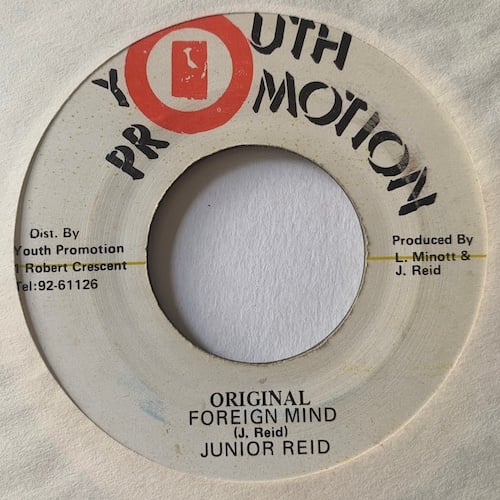 YOUTH
PROMOTION
Dist. By
Youth Promotion
1 Robert Crescent
Tel:92-61126
Produced By
L. Minott &
J. Reid
ORIGINAL
FOREIGN MIND
(J. Reid)
JUNIOR REID